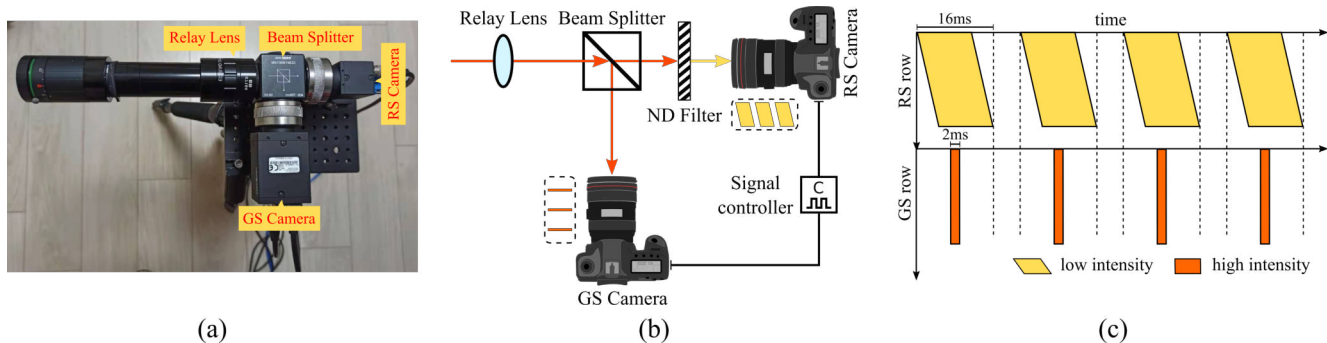 Relay Lens
Beam Splitter
RS Camera
GS Camera
(a)
Relay Lens
Beam Splitter
ND Filter
RS Camera
Signal
controller
C
GS Camera
(b)
16ms
time
RS row
2ms
GS row
low intensity
high intensity
(c)